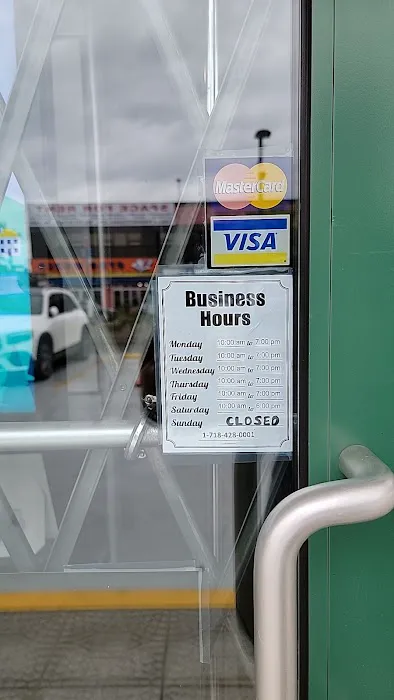 MasterCard
VISA
Business
Hours
Monday 10:00 am to 7:00 pm
Tuesday 10:00 am to 7:00 pm
Wednesday 10:00 am to 7:00 pm
Thursday 10:00 am to 7:00 pm
Friday 10:00 am to 7:00 pm
Saturday 10:00 am to 6:00 pm
Sunday CLOSED
1-718-428-0001